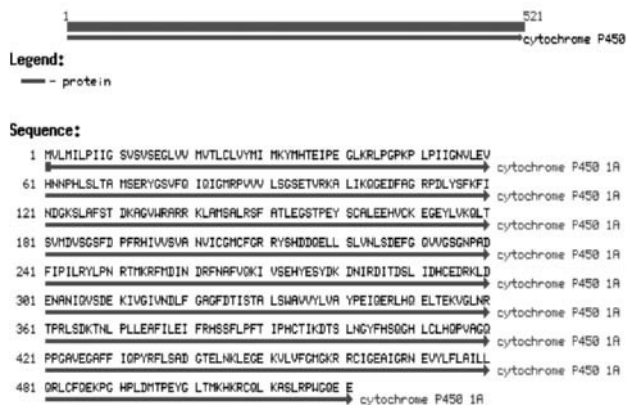 1 521
cytochrome P450
Legend:
- protein
Sequence:
1 MVLMILPIIG SVSVSEGLVV MVTLCLVYMI MKYMHTEIPE GLKRLPGPKP LPIIGNVLEV
cytochrome P450 1A
61 HNNPHLSLTA MSERYGSVFQ IQIGMRPVVV LSGSETVRKA LIKQGEDFAG RPDLYSFKFI
cytochrome P450 1A
121 NDGKSLAFST DKAGVWRARR KLAMSALRSF ATLEGSTPEY SCALEEHVCK EGEYLVKQLT
cytochrome P450 1A
181 SVMDVSGSFD PFRHIVVSVA NVICGMCFGR RYSHDDQELL SLVNLSDEFG QVVGSGNPAD
cytochrome P450 1A
241 FIPILRYLPN RTMKRFMDIN DRFNAFVQKI VSEHYESYDK DNIRDITDSL IDHCEDRKLD
cytochrome P450 1A
301 ENANIQVSDE KIVGIVNDLF GAGFDTISTA LSWAVVYLVA YPEIQERLHQ ELTEKVGLNR
cytochrome P450 1A
361 TPRLSDKTNL PLLEAFILEI FRHSSFLPFT IPHCTIKDTS LNGYFHSQGH LCLHQPVAGQ
cytochrome P450 1A
421 PPGAVEGAFF IQPYRFLSAD GTELNKLEGE KVLVFGMGKR RCIGEAIGRN EVYLFLAILL
cytochrome P450 1A
481 QRLCFQEKPG HPLDMTPEYG LTMKHKRCQL KASLRPWGQE E
cytochrome P450 1A